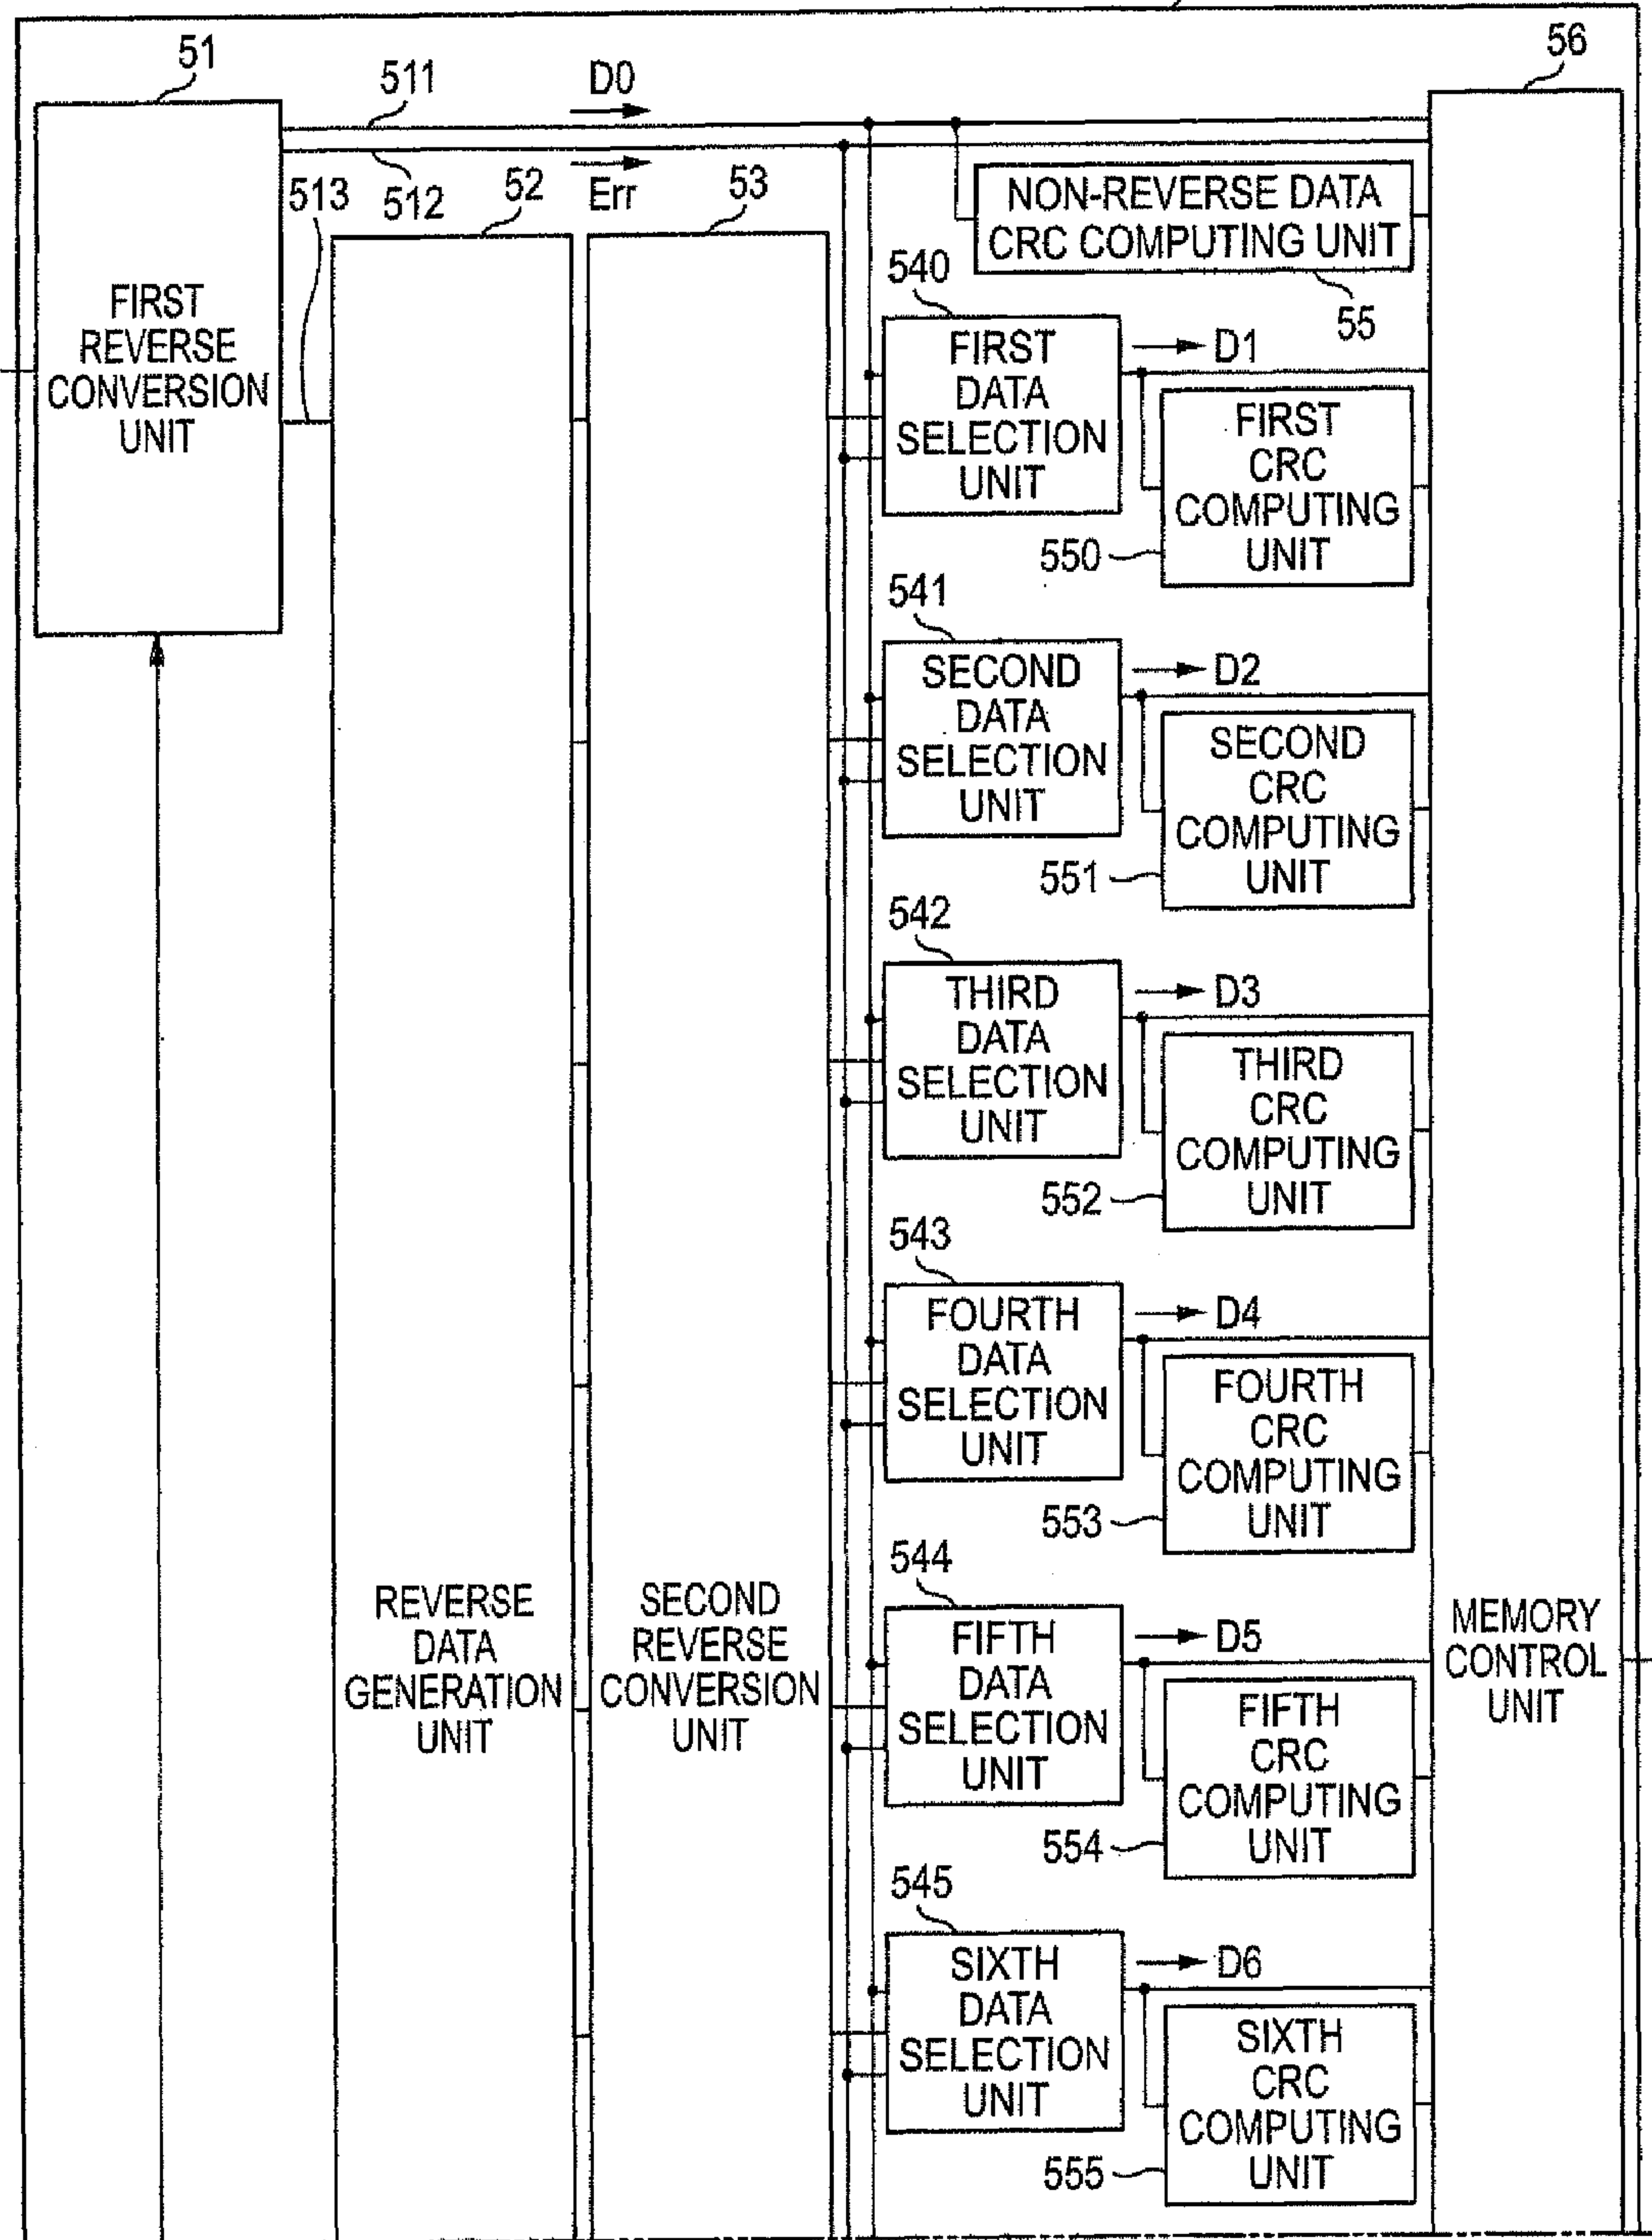 51
511
D0
56
513
512
Err
52
53
FIRST
REVERSE
CONVERSION
UNIT
NON-REVERSE DATA
CRC COMPUTING UNIT
55
540
FIRST
DATA
SELECTION
UNIT
D1
FIRST
CRC
COMPUTING
UNIT
550
541
SECOND
DATA
SELECTION
UNIT
D2
SECOND
CRC
COMPUTING
UNIT
551
542
THIRD
DATA
SELECTION
UNIT
D3
THIRD
CRC
COMPUTING
UNIT
552
543
FOURTH
DATA
SELECTION
UNIT
D4
FOURTH
CRC
COMPUTING
UNIT
553
REVERSE
DATA
GENERATION
UNIT
SECOND
REVERSE
CONVERSION
UNIT
544
FIFTH
DATA
SELECTION
UNIT
D5
FIFTH
CRC
COMPUTING
UNIT
554
MEMORY
CONTROL
UNIT
545
SIXTH
DATA
SELECTION
UNIT
D6
SIXTH
CRC
COMPUTING
UNIT
555